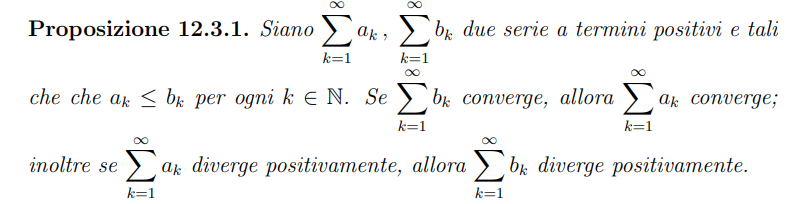 Proposizione 12.3.1. Siano $\sum_{k=1}^{\infty} a_k$ , $\sum_{k=1}^{\infty} b_k$ due serie a termini positivi e tali
che che $a_k \leq b_k$ per ogni $k \in \mathbb{N}$. Se $\sum_{k=1}^{\infty} b_k$ converge, allora $\sum_{k=1}^{\infty} a_k$ converge;
inoltre se $\sum_{k=1}^{\infty} a_k$ diverge positivamente, allora $\sum_{k=1}^{\infty} b_k$ diverge positivamente.